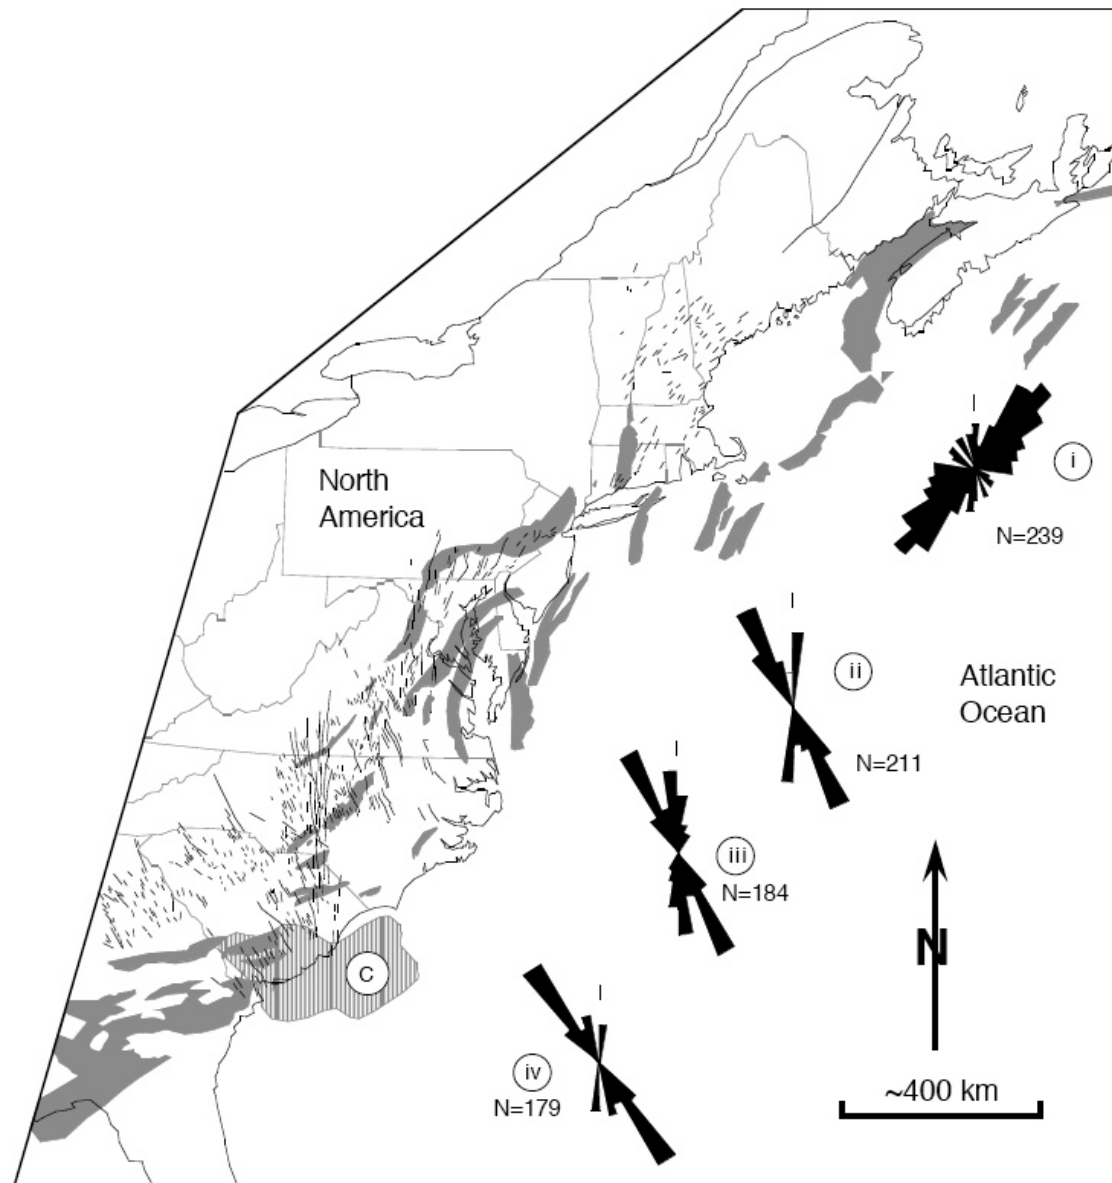 North
America
i
N=239
ii
N=211
Atlantic
Ocean
iii
N=184
N
C
iv
N=179
~400 km